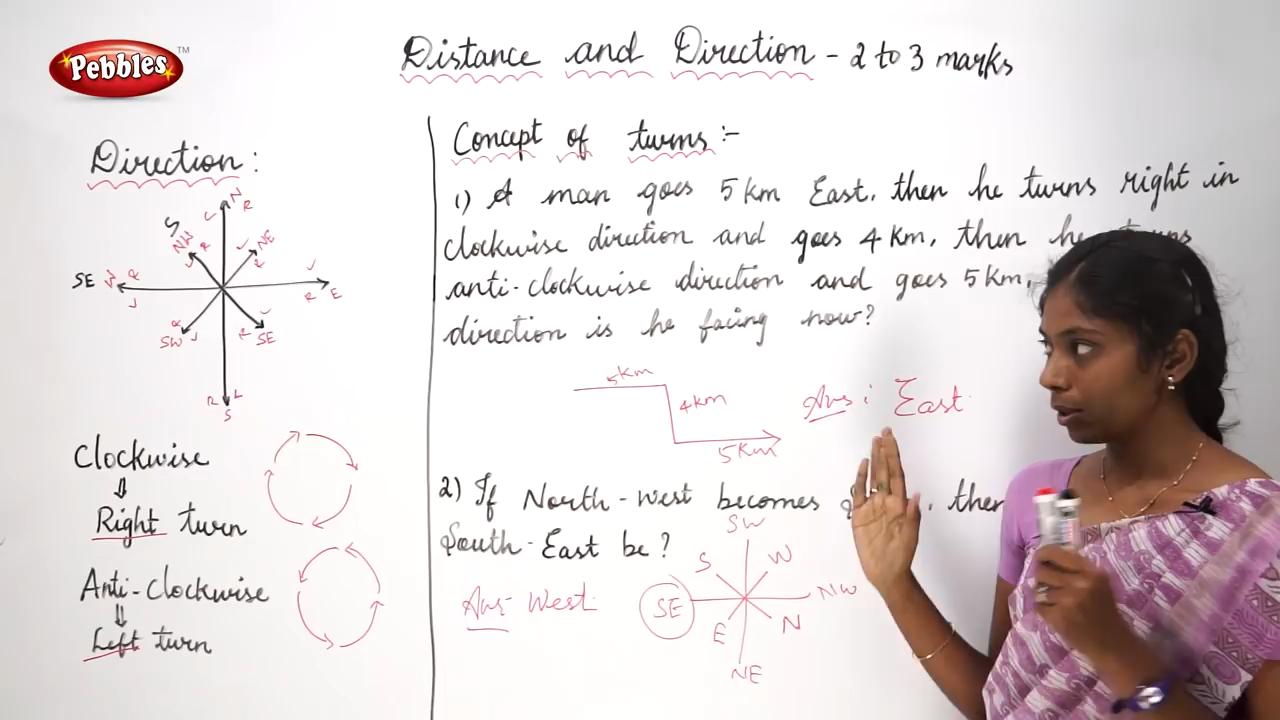 Pebbles TM
Distance and Direction - 2 to 3 marks
Direction :
N
L R
S
NW
R
L
NE
L
R
SE
W
R
L
L
R E
SW
R
L
L
R
SE
R L
S
Clockwise
⇓
Right turn
Anti-Clockwise
⇓
Left turn
Concept of turns :-
1) A man goes 5 km East, then he turns right in
clockwise direction and goes 4 km, then he turns
anti-clockwise direction and goes 5 km,
direction is he facing now?
5km
4km
5km
Ans : East
2) If North-West becomes , then
South-East be ?
Ans- West
SW
S
W
SE
NW
E
N
NE